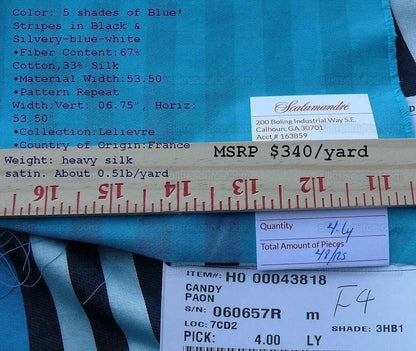 Color: 5 shades of Blue!
Stripes in Black &
Silvery-blue-white
•Fiber Content:67%
Cotton,33% Silk
•Material Width:53.50"
•Pattern Repeat
Width:Vert: 06.75", Horiz:
53.50"
•Collection:Lelievre
•Country of Origin:France
Weight: heavy silk
satin. About 0.5lb/yard
Scalamandre
200 Boling Industrial Way S.E.
Calhoun, GA 30701
Acct.# 163859
MSRP $340/yard
16 15 14 13 12 11
Quantity 4 ly
Total Amount of Pieces
ITEM#: H0 00043818
CANDY
PAON
S/N: 060657R m F4
LOC: 7CD2 SHADE: 3HB1
PICK: 4.00 LY